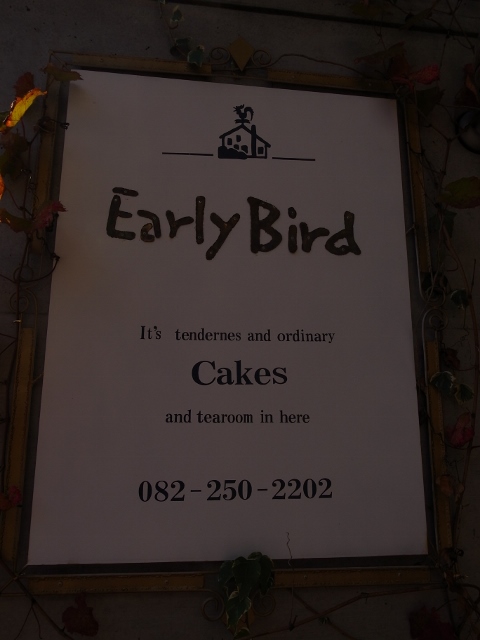 Early Bird
It's tendernes and ordinary
Cakes
and tearoom in here
082-250-2202